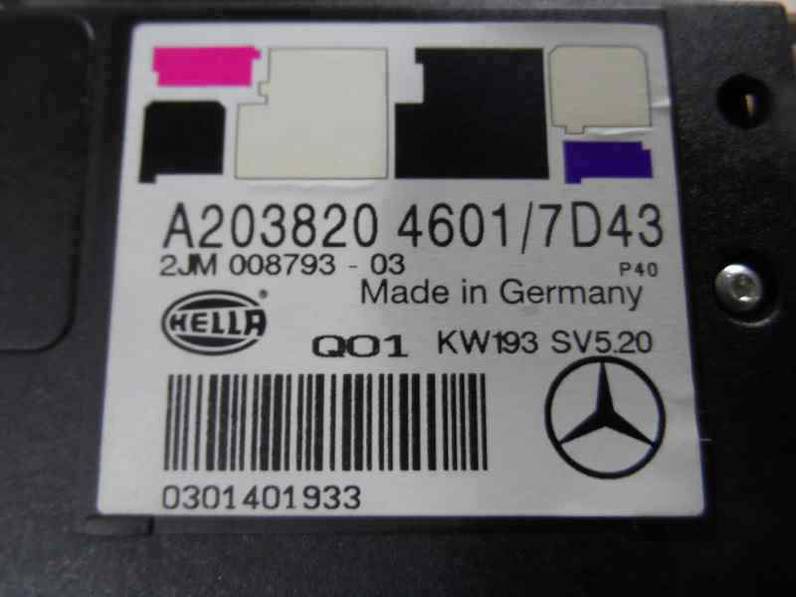 A203820 4601/7D43
2JM 008793 - 03 P40
Made in Germany
HELLA ®
Q01 KW193 SV5.20
0301401933